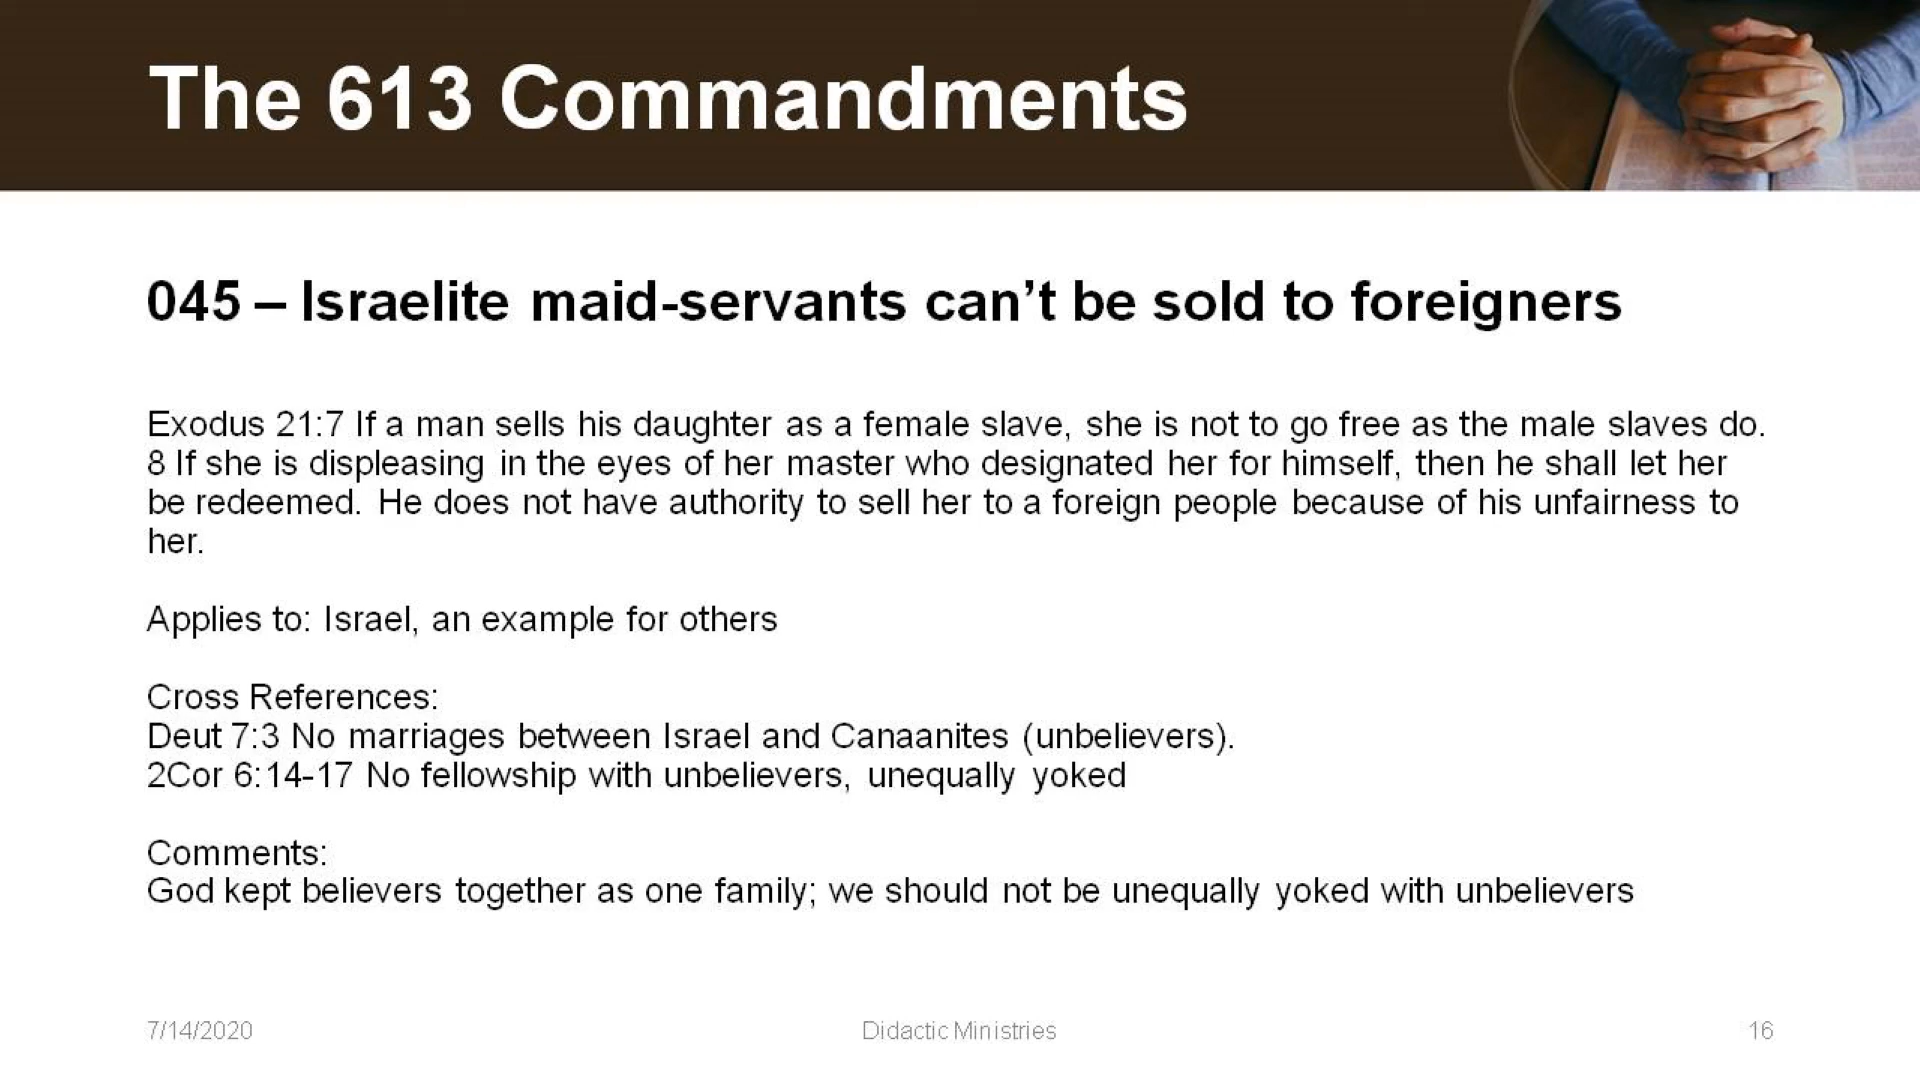 The 613 Commandments
045 – Israelite maid-servants can't be sold to foreigners
Exodus 21:7 If a man sells his daughter as a female slave, she is not to go free as the male slaves do.
8 If she is displeasing in the eyes of her master who designated her for himself, then he shall let her
be redeemed. He does not have authority to sell her to a foreign people because of his unfairness to
her.
Applies to: Israel, an example for others
Cross References:
Deut 7:3 No marriages between Israel and Canaanites (unbelievers).
2Cor 6:14-17 No fellowship with unbelievers, unequally yoked
Comments:
God kept believers together as one family; we should not be unequally yoked with unbelievers
7/14/2020
Didactic Ministries
16